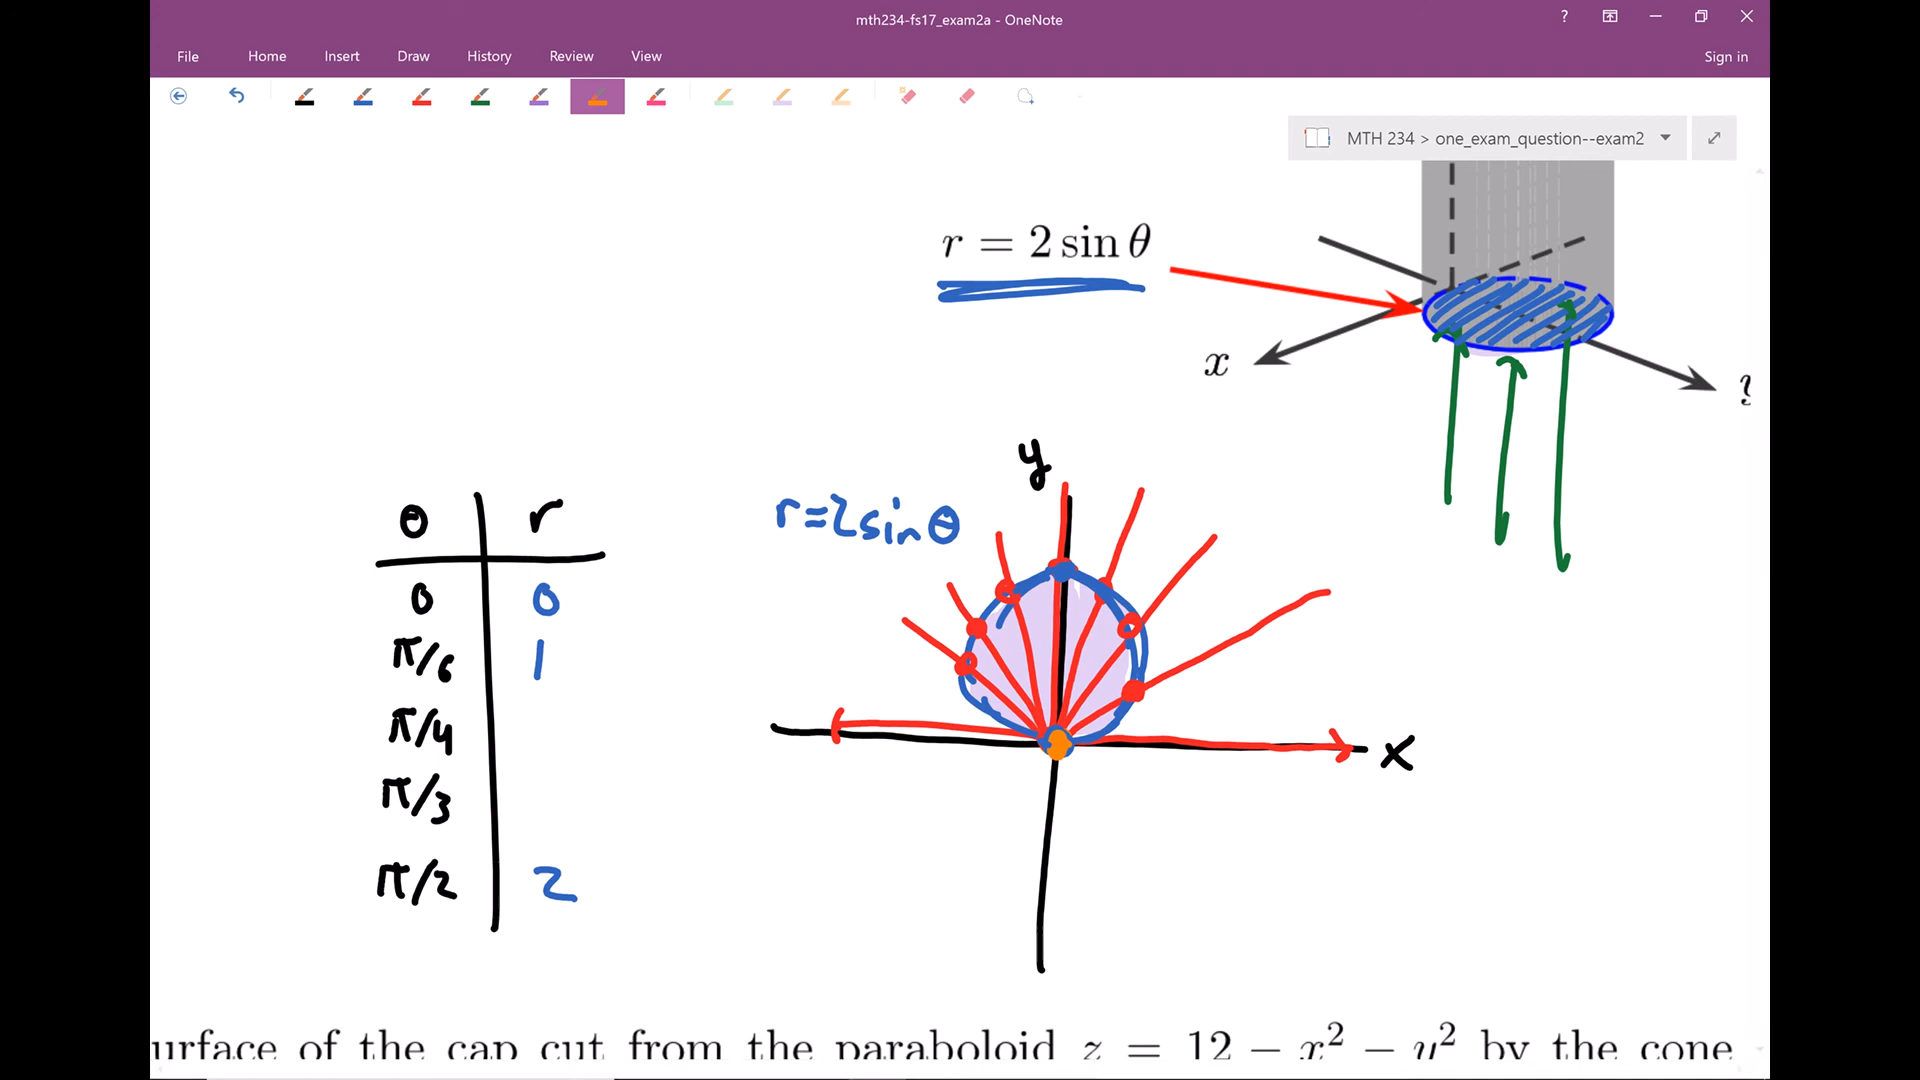 mth234-fs17_exam2a - OneNote
?
File Home Insert Draw History Review View Sign in
MTH 234 > one_exam_question--exam2
r = 2 sin θ
x
y
r=2sinθ
x
θ r
0 0
π/6 1
π/4
π/3
π/2 2
urface of the cap cut from the paraboloid z = 12 − x² − y² by the cone